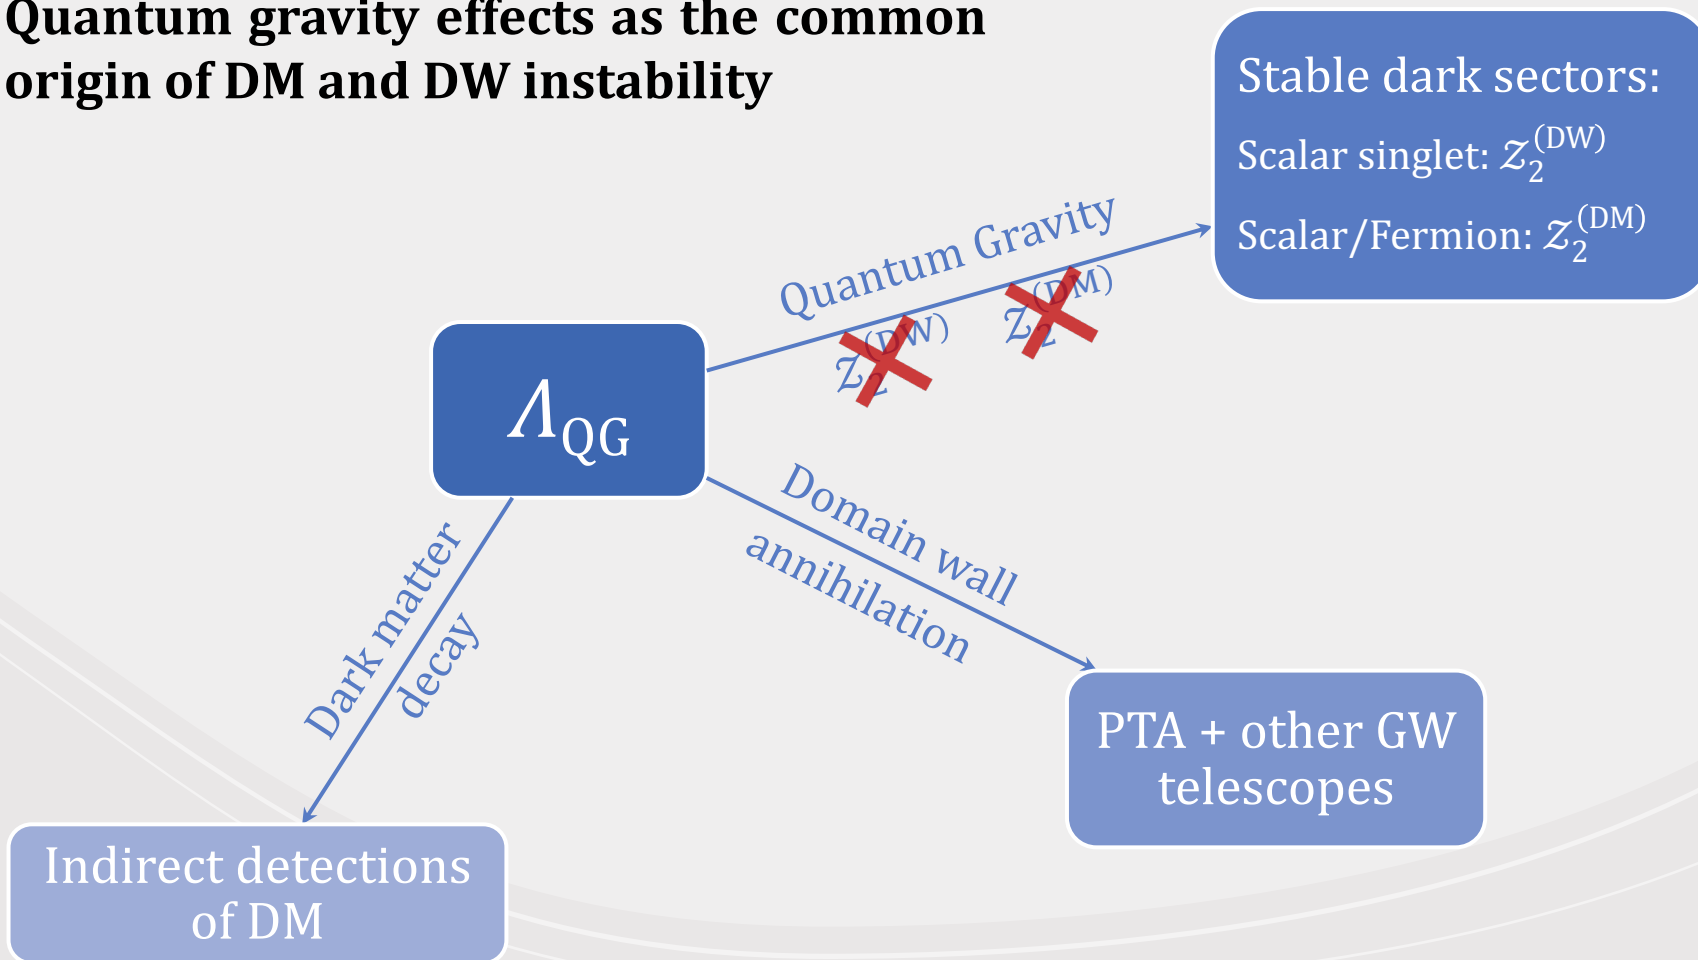 Quantum gravity effects as the common
origin of DM and DW instability
Stable dark sectors:
Scalar singlet: 𝒵₂^(DW)
Scalar/Fermion: 𝒵₂^(DM)
Quantum Gravity
𝒵₂^(DW)
𝒵₂^(DM)
Λ_QG
Domain wall
annihilation
Dark matter
decay
PTA + other GW
telescopes
Indirect detections
of DM